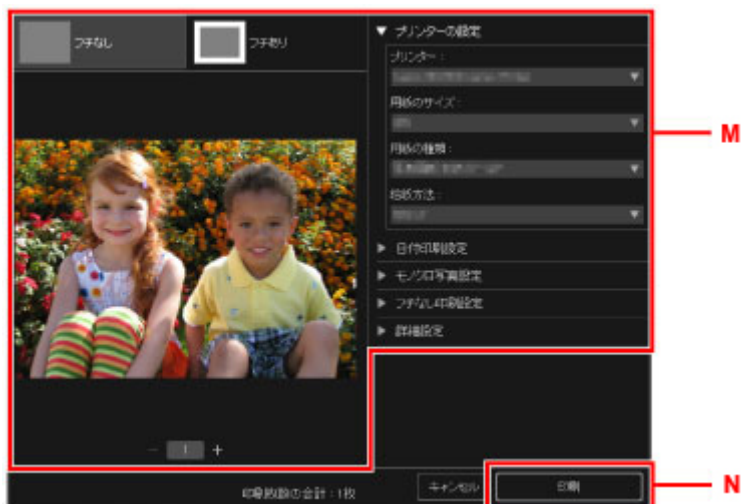 フチなし
フチあり
▼ プリンターの設定
プリンター:
用紙のサイズ:
用紙の種類:
給紙方法:
▶ 日付印刷設定
▶ モノクロ写真設定
▶ フチなし印刷設定
▶ 詳細設定
M
− 1 +
印刷枚数の合計:1枚
キャンセル
印刷
N